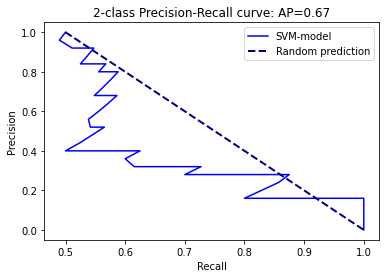 2-class Precision-Recall curve: AP=0.67
SVM-model
Random prediction
Precision
1.0
0.8
0.6
0.4
0.2
0.0
0.5 0.6 0.7 0.8 0.9 1.0
Recall